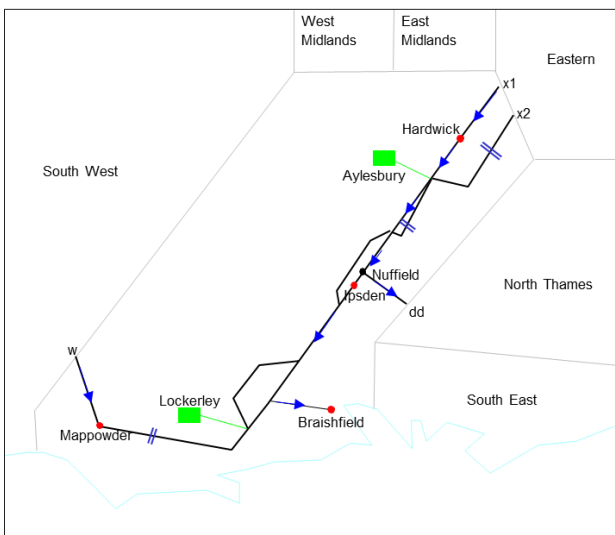 West
Midlands
East
Midlands
Eastern
x1
x2
Hardwick
Aylesbury
South West
Nuffield
Ipsden
North Thames
dd
w
Lockerley
South East
Braishfield
Mappowder